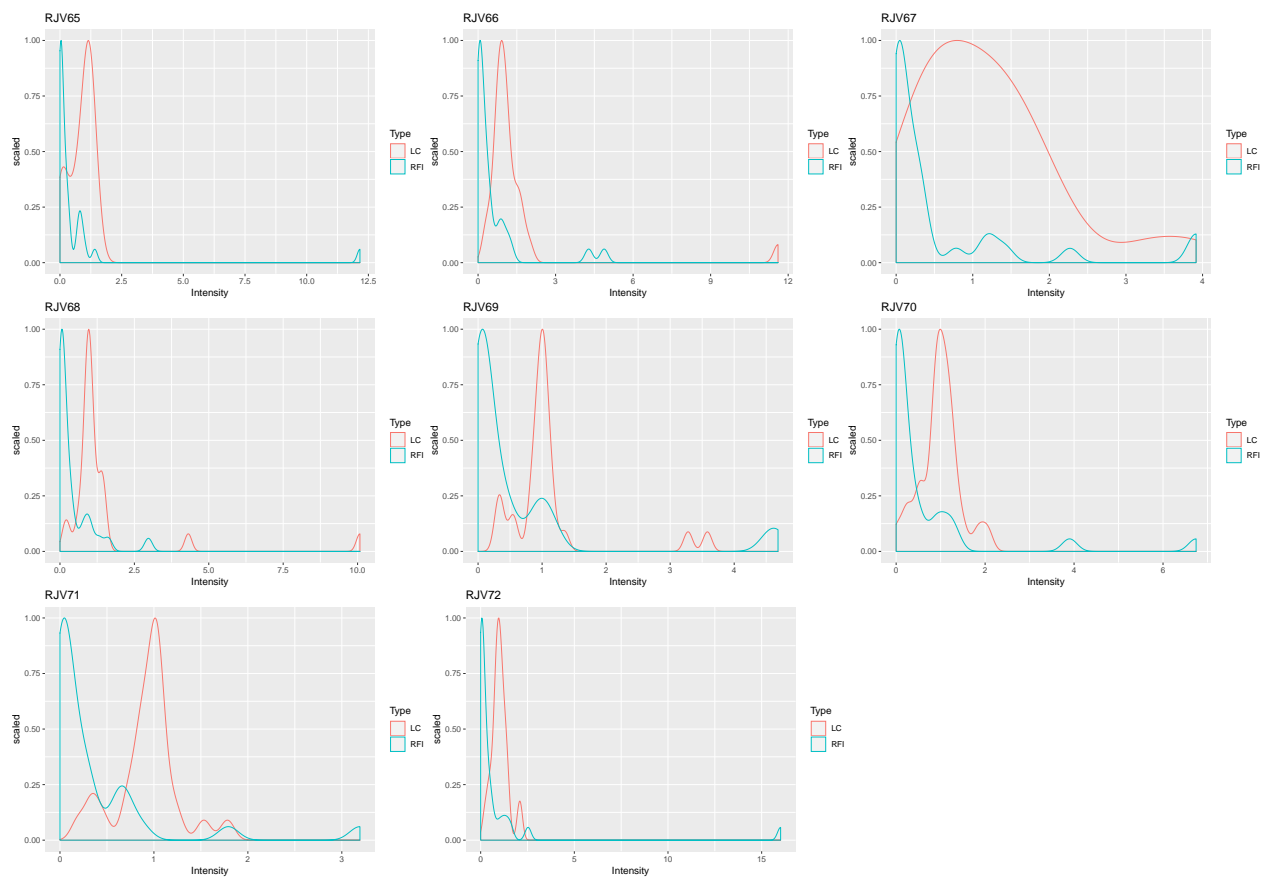 RJV65
1.00
0.75
0.50
0.25
0.00
scaled
0.0
2.5
5.0
7.5
10.0
12.5
Intensity
Type
LC
RFI
RJV66
1.00
0.75
0.50
0.25
0.00
scaled
0
3
6
9
12
Intensity
Type
LC
RFI
RJV67
1.00
0.75
0.50
0.25
0.00
scaled
0
1
2
3
4
Intensity
Type
LC
RFI
RJV68
1.00
0.75
0.50
0.25
0.00
scaled
0.0
2.5
5.0
7.5
10.0
Intensity
Type
LC
RFI
RJV69
1.00
0.75
0.50
0.25
0.00
scaled
0
1
2
3
4
Intensity
Type
LC
RFI
RJV70
1.00
0.75
0.50
0.25
0.00
scaled
0
2
4
6
Intensity
Type
LC
RFI
RJV71
1.00
0.75
0.50
0.25
0.00
scaled
0
1
2
3
Intensity
Type
LC
RFI
RJV72
1.00
0.75
0.50
0.25
0.00
scaled
0
5
10
15
Intensity
Type
LC
RFI